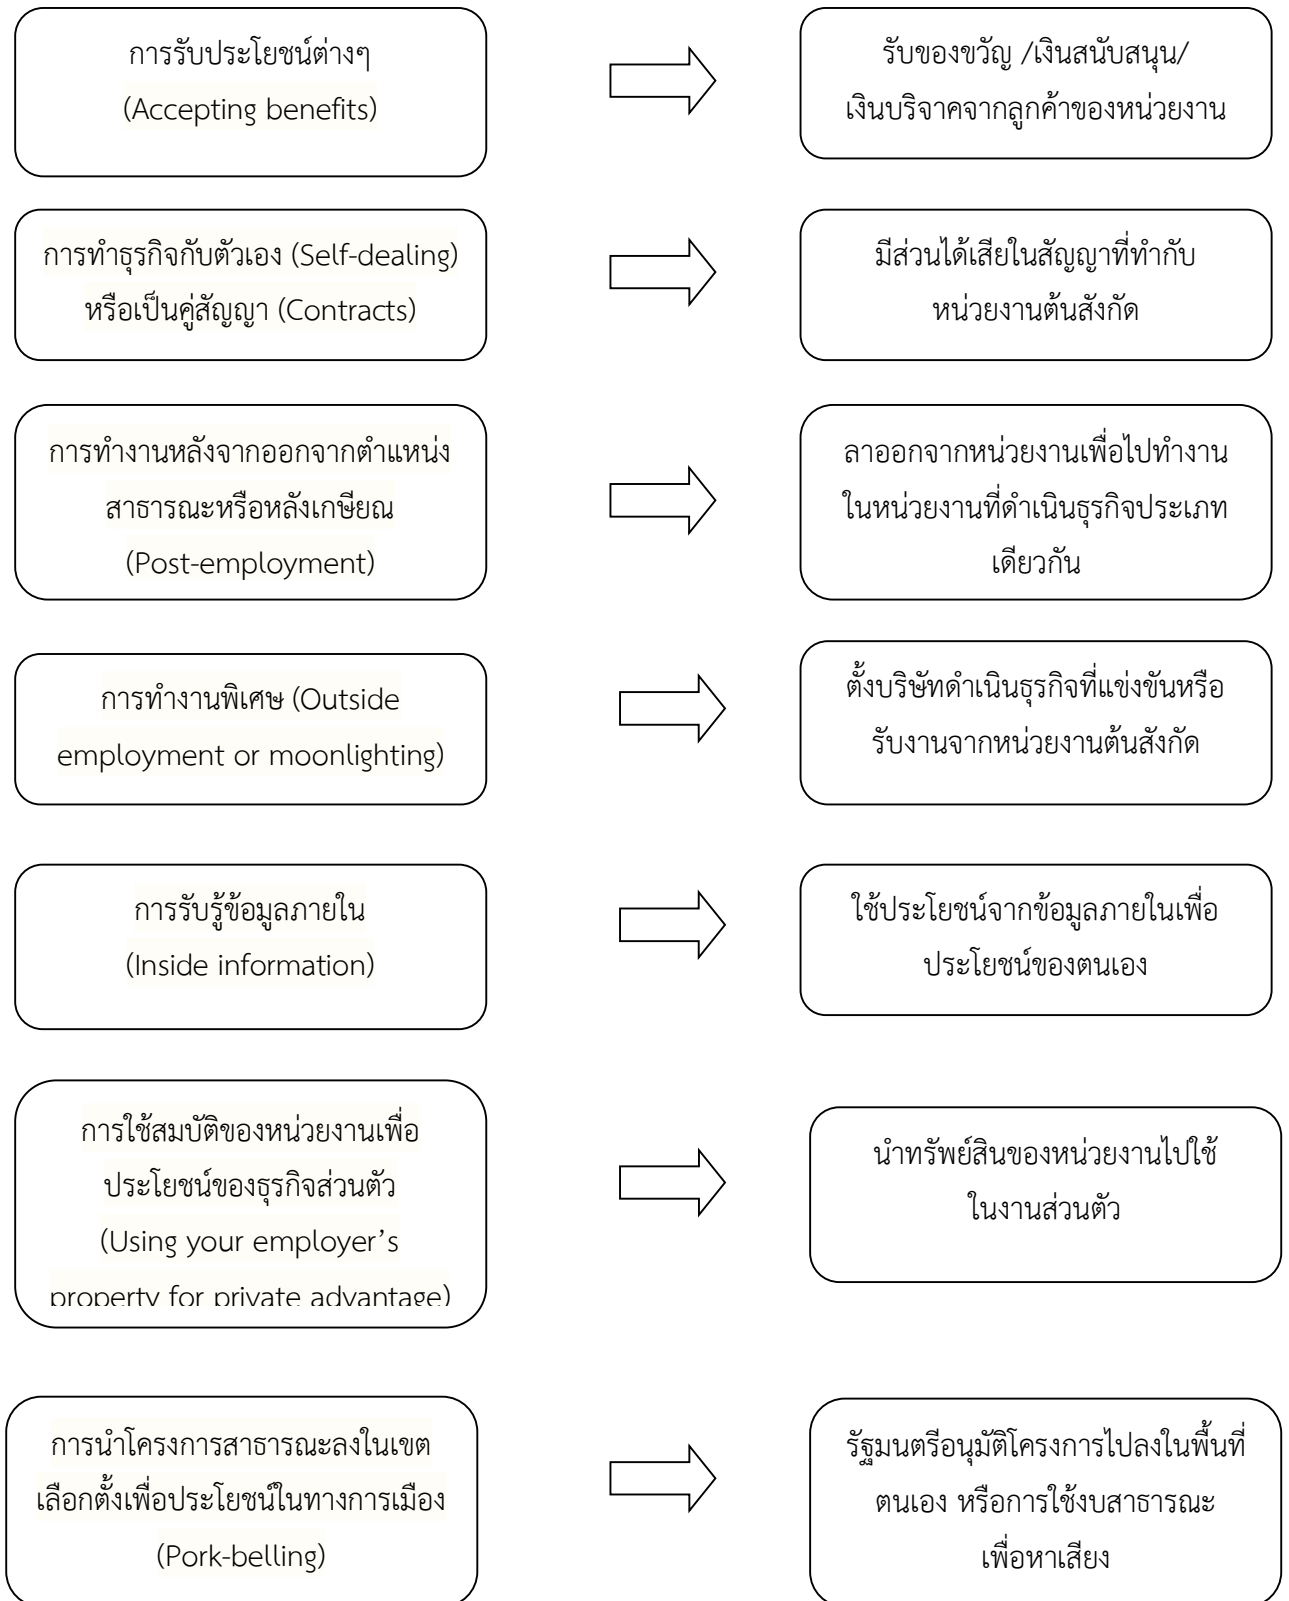 การรับประโยชน์ต่างๆ
(Accepting benefits)
รับของขวัญ /เงินสนับสนุน/
เงินบริจาคจากลูกค้าของหน่วยงาน
การทำธุรกิจกับตัวเอง (Self-dealing)
หรือเป็นคู่สัญญา (Contracts)
มีส่วนได้เสียในสัญญาที่ทำกับ
หน่วยงานต้นสังกัด
การทำงานหลังจากออกจากตำแหน่ง
สาธารณะหรือหลังเกษียณ
(Post-employment)
ลาออกจากหน่วยงานเพื่อไปทำงาน
ในหน่วยงานที่ดำเนินธุรกิจประเภท
เดียวกัน
การทำงานพิเศษ (Outside
employment or moonlighting)
ตั้งบริษัทดำเนินธุรกิจที่แข่งขันหรือ
รับงานจากหน่วยงานต้นสังกัด
การรับรู้ข้อมูลภายใน
(Inside information)
ใช้ประโยชน์จากข้อมูลภายในเพื่อ
ประโยชน์ของตนเอง
การใช้สมบัติของหน่วยงานเพื่อ
ประโยชน์ของธุรกิจส่วนตัว
(Using your employer’s
property for private advantage)
นำทรัพย์สินของหน่วยงานไปใช้
ในงานส่วนตัว
การนำโครงการสาธารณะลงในเขต
เลือกตั้งเพื่อประโยชน์ในทางการเมือง
(Pork-belling)
รัฐมนตรีอนุมัติโครงการไปลงในพื้นที่
ตนเอง หรือการใช้งบสาธารณะ
เพื่อหาเสียง